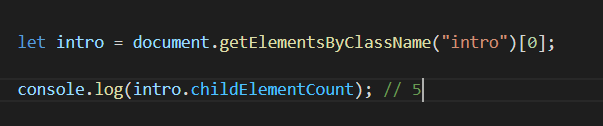 let intro = document.getElementsByClassName("intro")[0];
console.log(intro.childElementCount); // 5